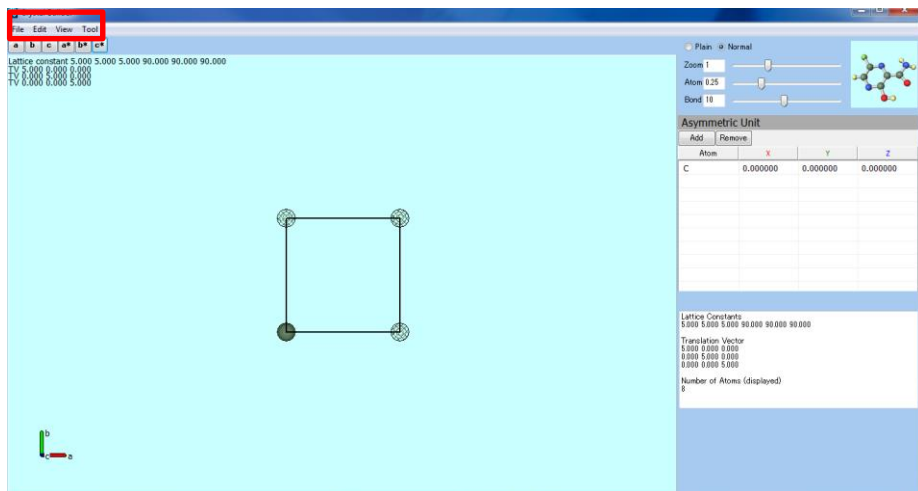 File Edit View Tool
a b c a* b* c*
Lattice constant 5.000 5.000 5.000 90.000 90.000 90.000
TV 5.000 0.000 0.000
TV 0.000 5.000 0.000
TV 0.000 0.000 5.000
Plain Normal
Zoom 1
Atom 0.25
Bond 10
Asymmetric Unit
Add Remove
Atom X Y Z
C 0.000000 0.000000 0.000000
Lattice Constants
5.000 5.000 5.000 90.000 90.000 90.000
Translation Vector
5.000 0.000 0.000
0.000 5.000 0.000
0.000 0.000 5.000
Number of Atoms (displayed)
8
b
c a